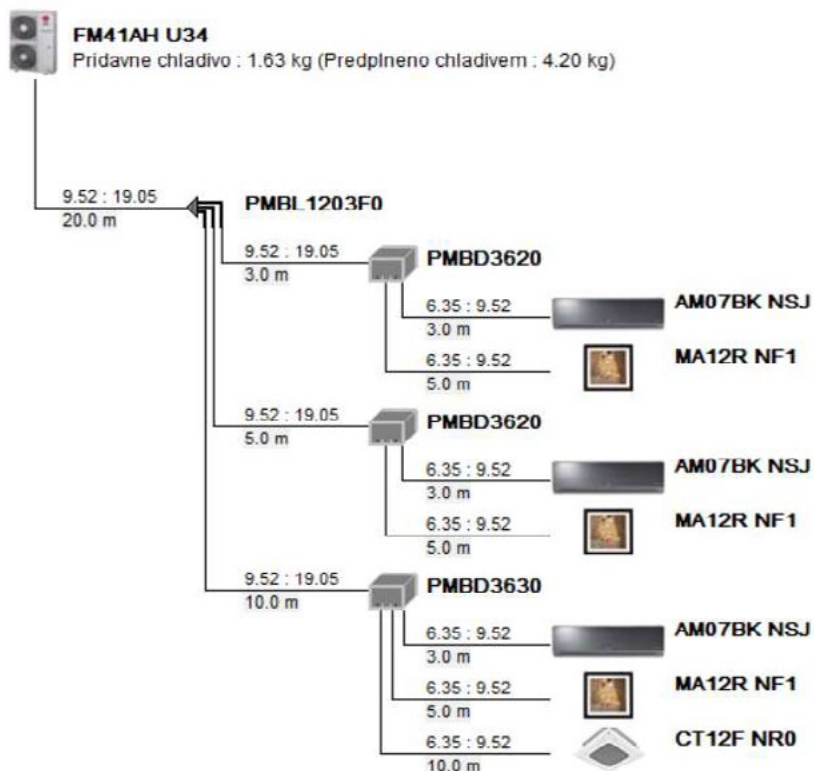 FM41AH U34
Pridavne chladivo : 1.63 kg (Predplneno chladivem : 4.20 kg)
9.52 : 19.05
20.0 m
PMBL1203F0
9.52 : 19.05
3.0 m
PMBD3620
6.35 : 9.52
3.0 m
AM07BK NSJ
6.35 : 9.52
5.0 m
MA12R NF1
9.52 : 19.05
5.0 m
PMBD3620
6.35 : 9.52
3.0 m
AM07BK NSJ
6.35 : 9.52
5.0 m
MA12R NF1
9.52 : 19.05
10.0 m
PMBD3630
6.35 : 9.52
3.0 m
AM07BK NSJ
6.35 : 9.52
5.0 m
MA12R NF1
6.35 : 9.52
10.0 m
CT12F NR0